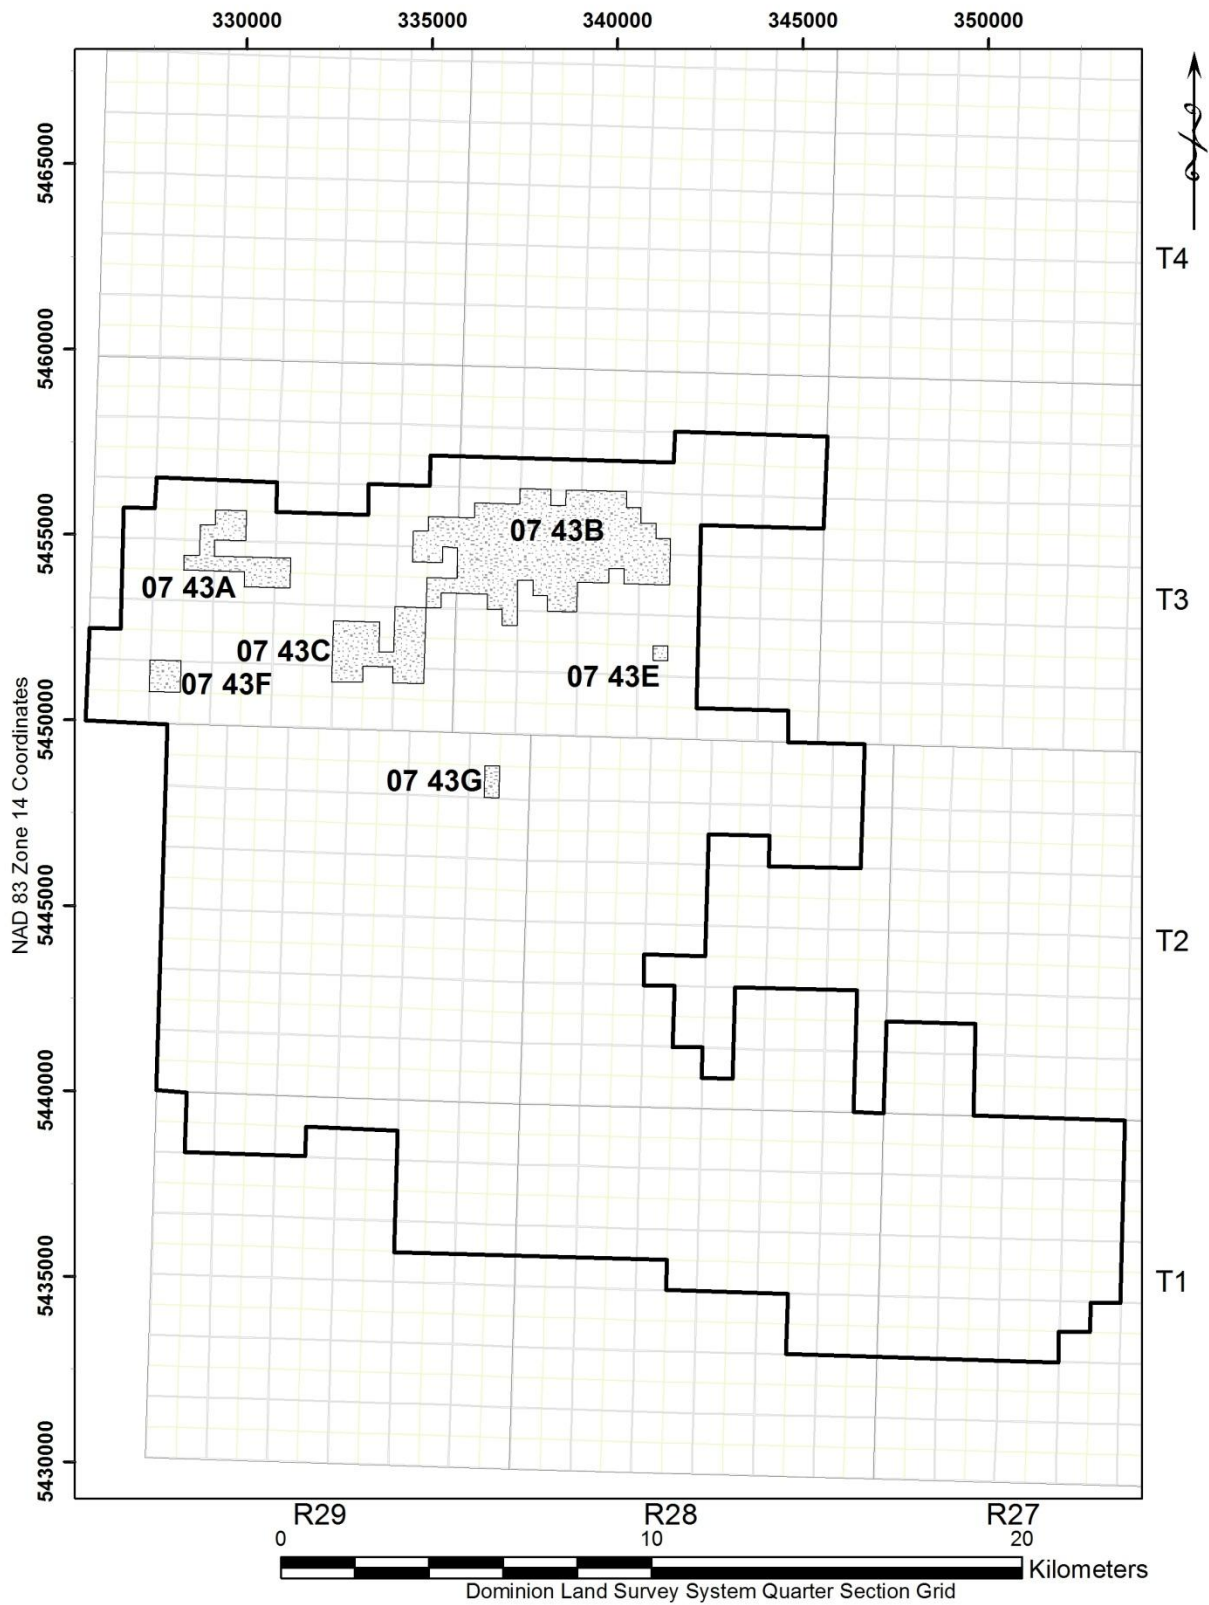 330000 335000 340000 345000 350000
5465000
T4
5460000
5455000
07 43B
07 43A
T3
07 43C
07 43E
07 43F
5450000
NAD 83 Zone 14 Coordinates
07 43G
5445000
T2
5440000
5435000
T1
5430000
R29 R28 R27
0 10 20
Kilometers
Dominion Land Survey System Quarter Section Grid